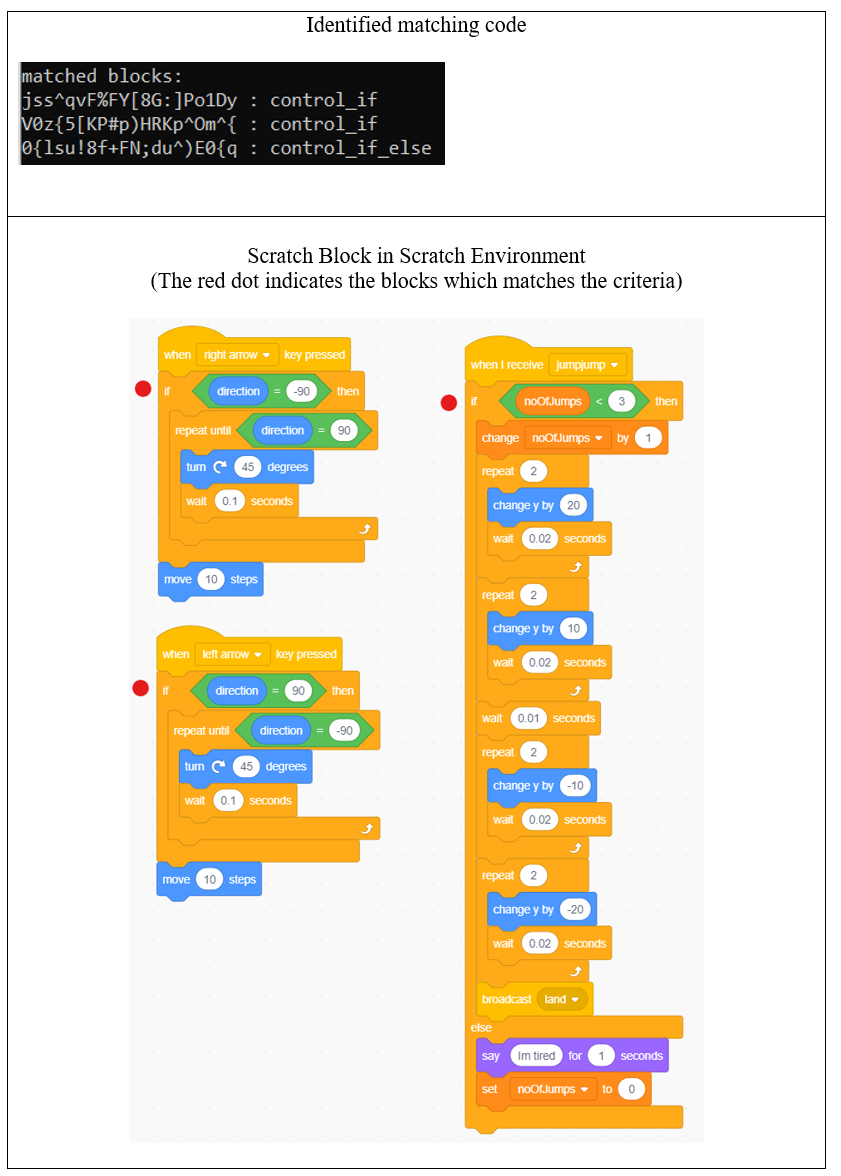 Identified matching code
matched blocks:
jss^qvF%FY[8G:]Po1Dy : control_if
V0z{5[KP#p)HRKp^Om^{ : control_if
0{lsu!8f+FN;du^)E0{q : control_if_else
Scratch Block in Scratch Environment
(The red dot indicates the blocks which matches the criteria)
when right arrow key pressed
if direction = -90 then
repeat until direction = 90
turn 45 degrees
wait 0.1 seconds
move 10 steps
when left arrow key pressed
if direction = 90 then
repeat until direction = -90
turn 45 degrees
wait 0.1 seconds
move 10 steps
when I receive jumpjump
if noOfJumps < 3 then
change noOfJumps by 1
repeat 2
change y by 20
wait 0.02 seconds
repeat 2
change y by 10
wait 0.02 seconds
wait 0.01 seconds
repeat 2
change y by -10
wait 0.02 seconds
repeat 2
change y by -20
wait 0.02 seconds
broadcast land
else
say Im tired for 1 seconds
set noOfJumps to 0